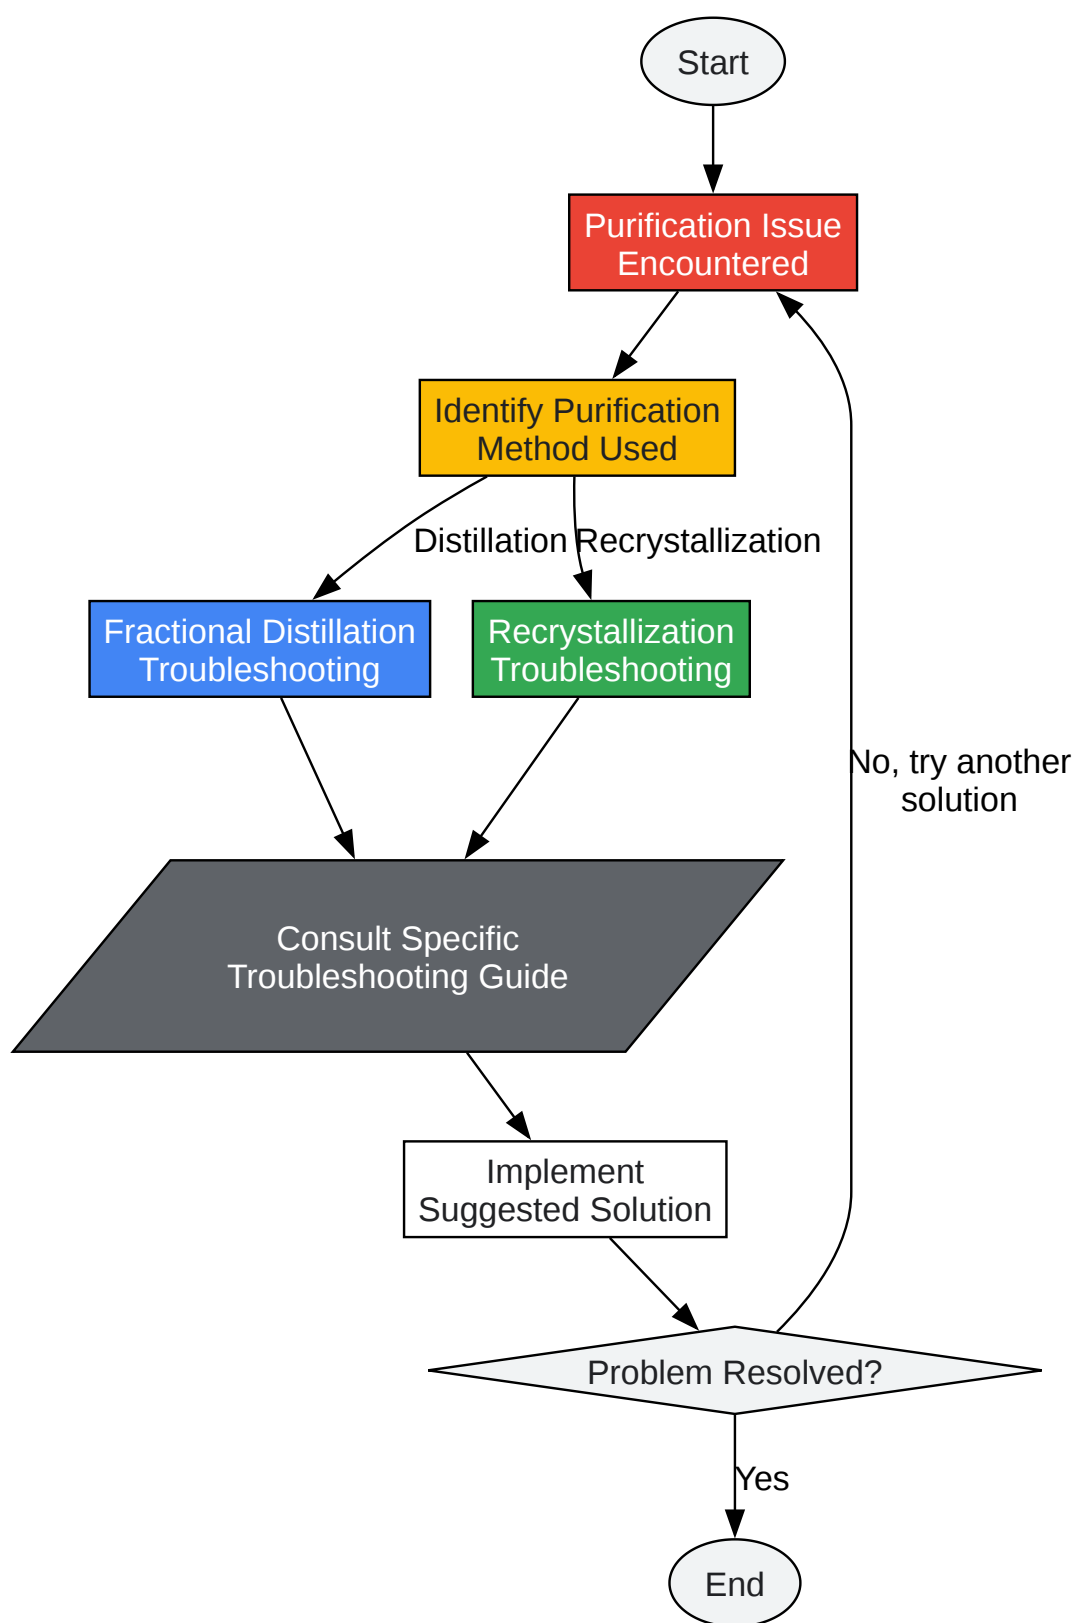 Start
Purification Issue
Encountered
Identify Purification
Method Used
Distillation
Recrystallization
Fractional Distillation
Troubleshooting
Recrystallization
Troubleshooting
No, try another
solution
Consult Specific
Troubleshooting Guide
Implement
Suggested Solution
Problem Resolved?
Yes
End